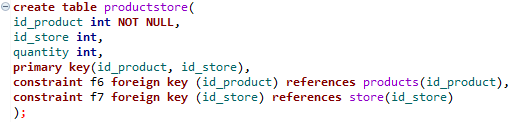 create table productstore(
id_product int NOT NULL,
id_store int,
quantity int,
primary key(id_product, id_store),
constraint f6 foreign key (id_product) references products(id_product),
constraint f7 foreign key (id_store) references store(id_store)
);